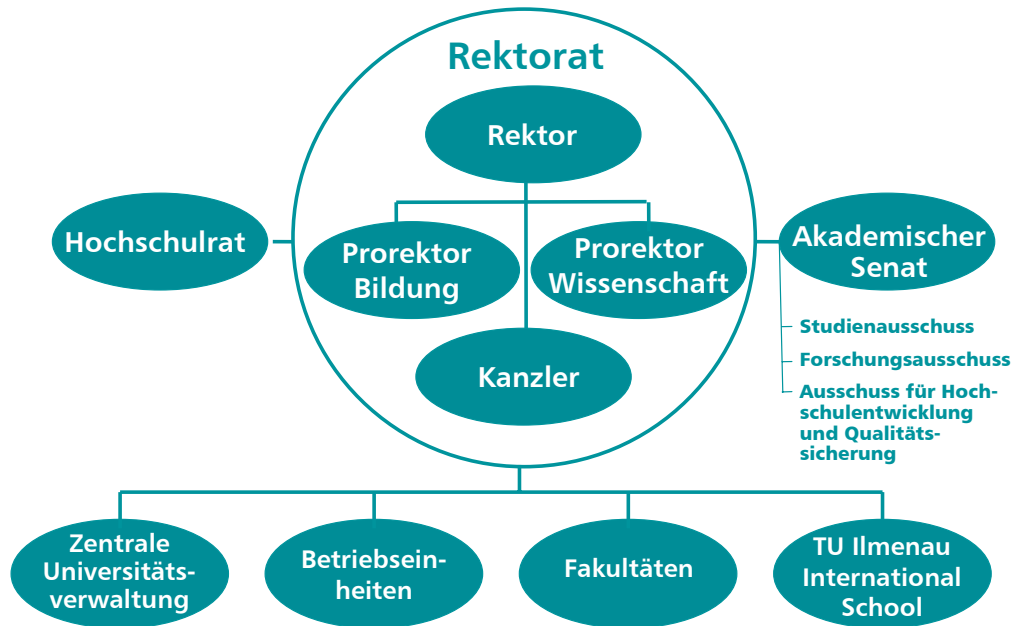 Rektorat
Rektor
Hochschulrat
Prorektor
Bildung
Prorektor
Wissenschaft
Akademischer
Senat
Kanzler
Studienausschuss
Forschungsausschuss
Ausschuss für Hoch-
schulentwicklung
und Qualitäts-
sicherung
Zentrale
Universitäts-
verwaltung
Betriebsein-
heiten
Fakultäten
TU Ilmenau
International
School